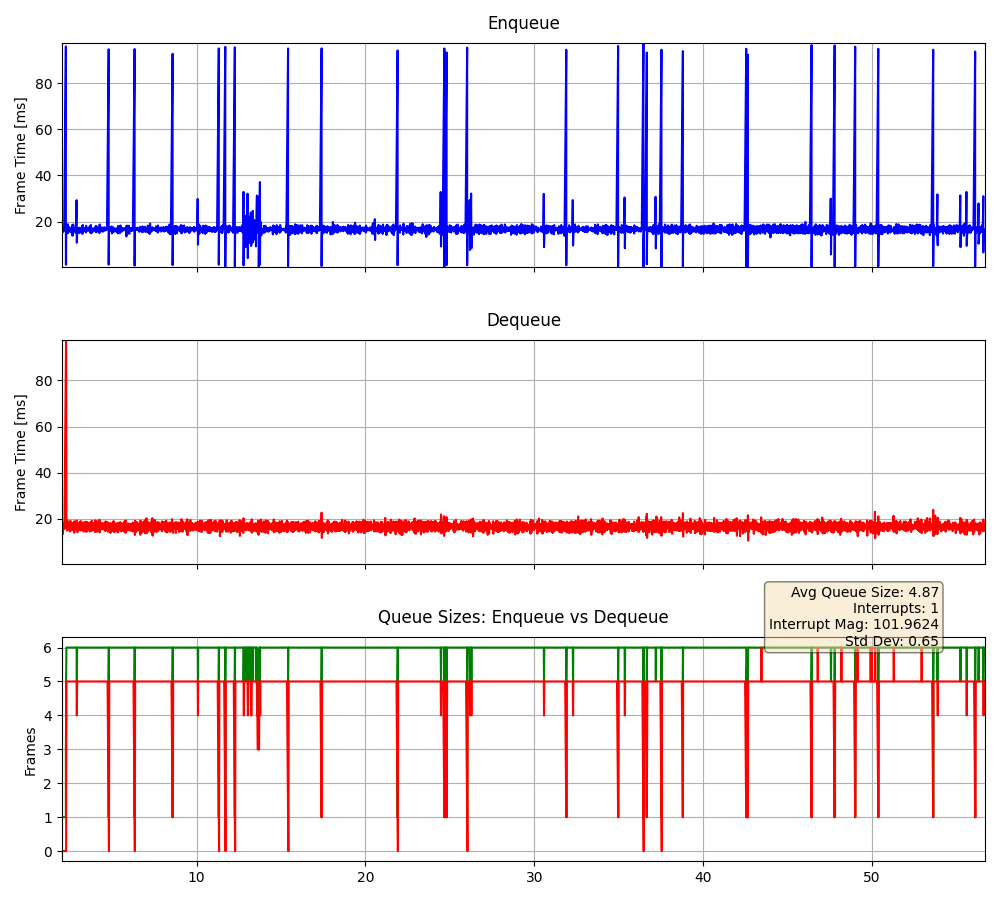 Enqueue
Frame Time [ms]
80
60
40
20
Dequeue
Frame Time [ms]
80
60
40
20
Avg Queue Size: 4.87
Interrupts: 1
Interrupt Mag: 101.9624
Std Dev: 0.65
Queue Sizes: Enqueue vs Dequeue
Frames
6
5
4
3
2
1
0
10 20 30 40 50